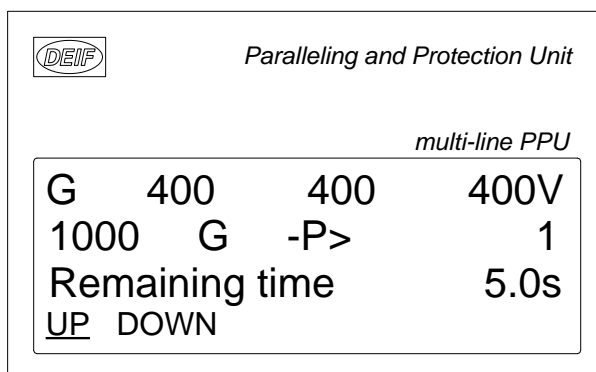 DEIF Paralleling and Protection Unit
multi-line PPU
G 400 400 400V
1000 G -P> 1
Remaining time 5.0s
UP DOWN